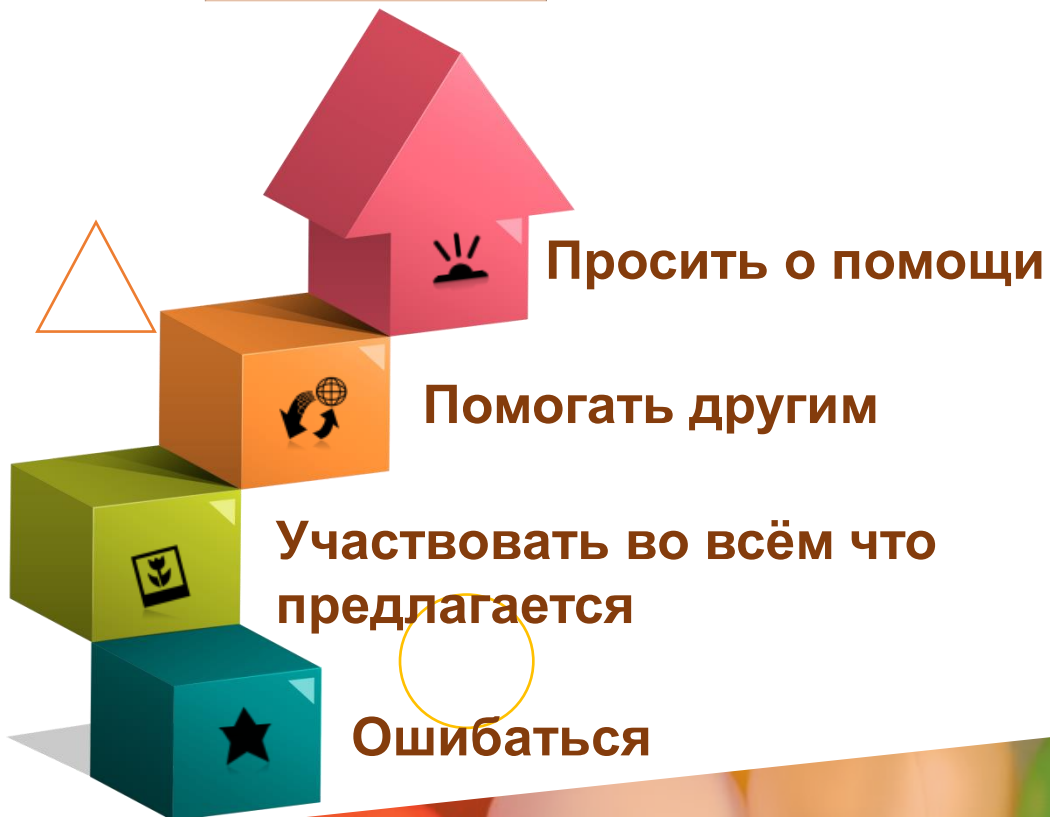 Просить о помощи
Помогать другим
Участвовать во всём что
предлагается
Ошибаться